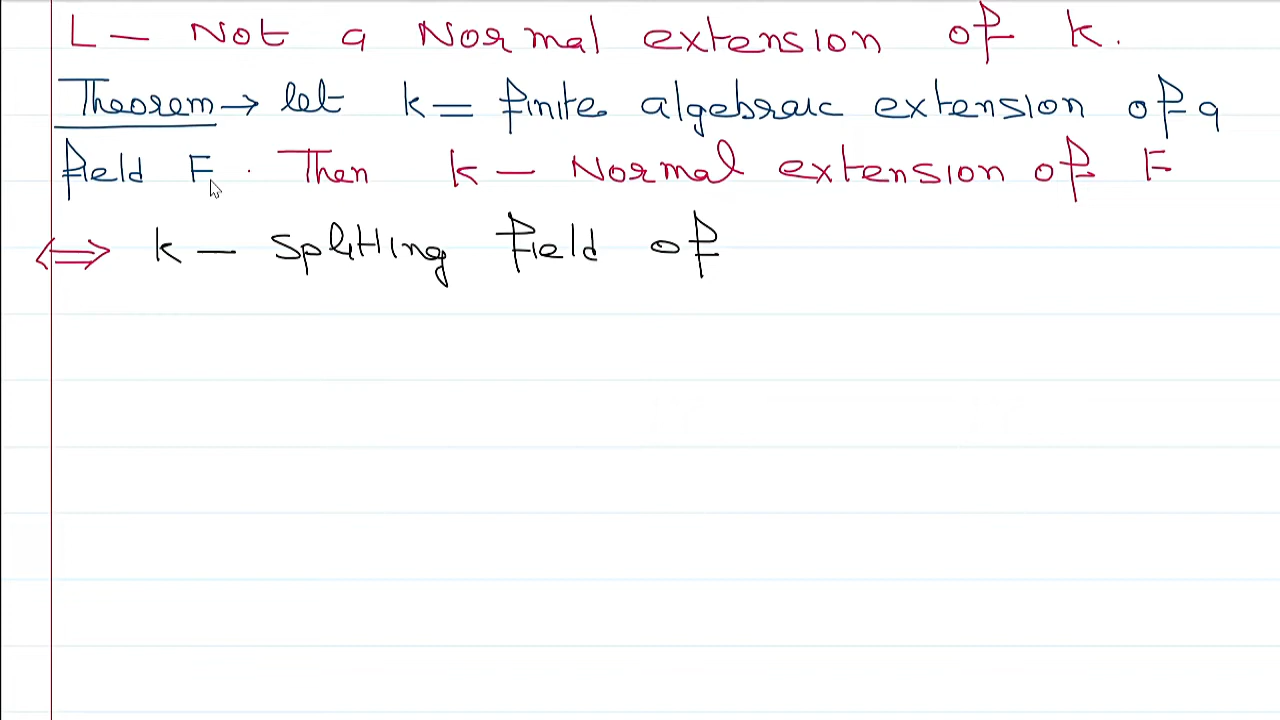 L – Not a Normal extension of k.
Theorem → let k = finite algebraic extension of a
field F. Then k – Normal extension of F
⟺ k – splitting field of